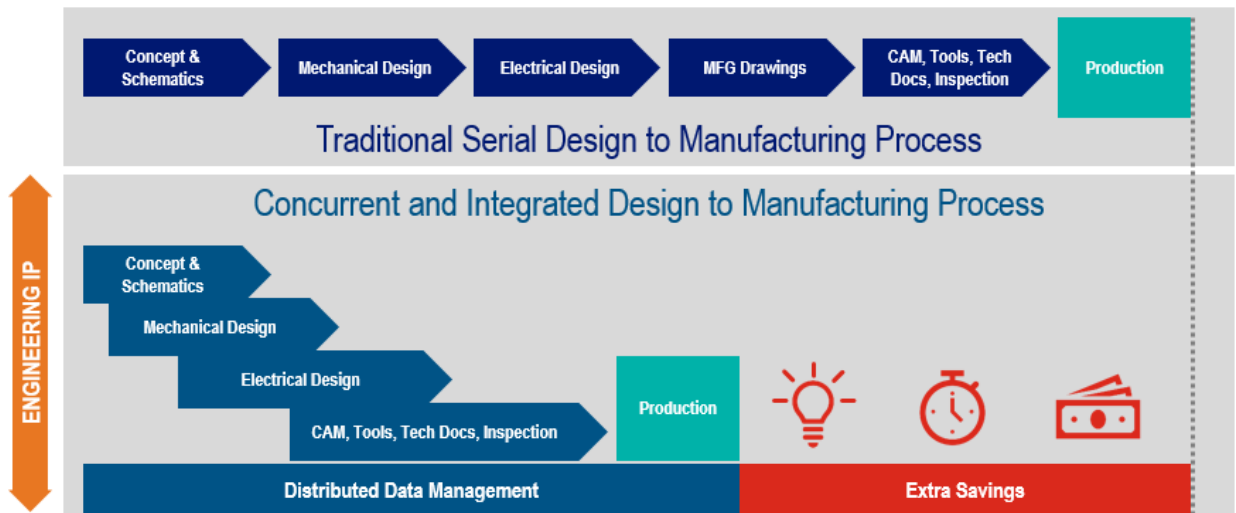 Concept &
Schematics
Mechanical Design
Electrical Design
MFG Drawings
CAM, Tools, Tech
Docs, Inspection
Production
Traditional Serial Design to Manufacturing Process
ENGINEERING IP
Concurrent and Integrated Design to Manufacturing Process
Concept &
Schematics
Mechanical Design
Electrical Design
CAM, Tools, Tech Docs, Inspection
Production
Distributed Data Management
Extra Savings